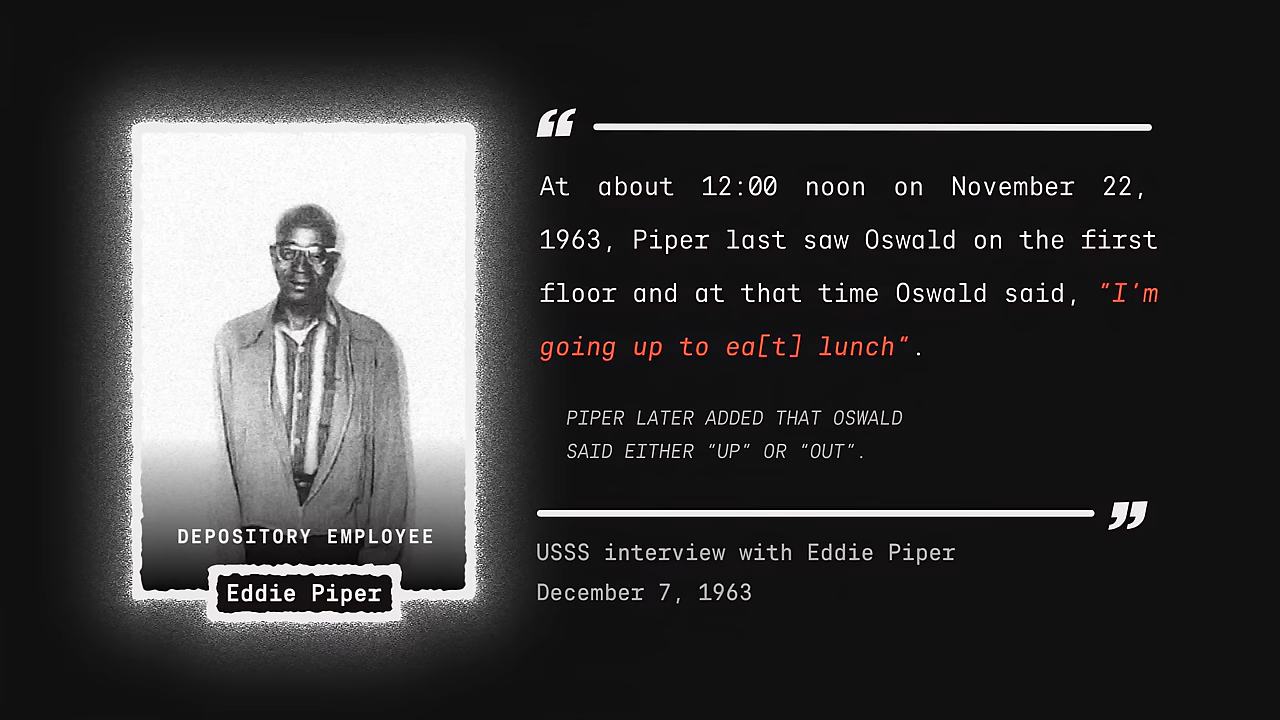 “
At about 12:00 noon on November 22,
1963, Piper last saw Oswald on the first
floor and at that time Oswald said, “I'm
going up to ea[t] lunch“.
PIPER LATER ADDED THAT OSWALD
SAID EITHER “UP“ OR “OUT“.
”
USSS interview with Eddie Piper
December 7, 1963
DEPOSITORY EMPLOYEE
Eddie Piper